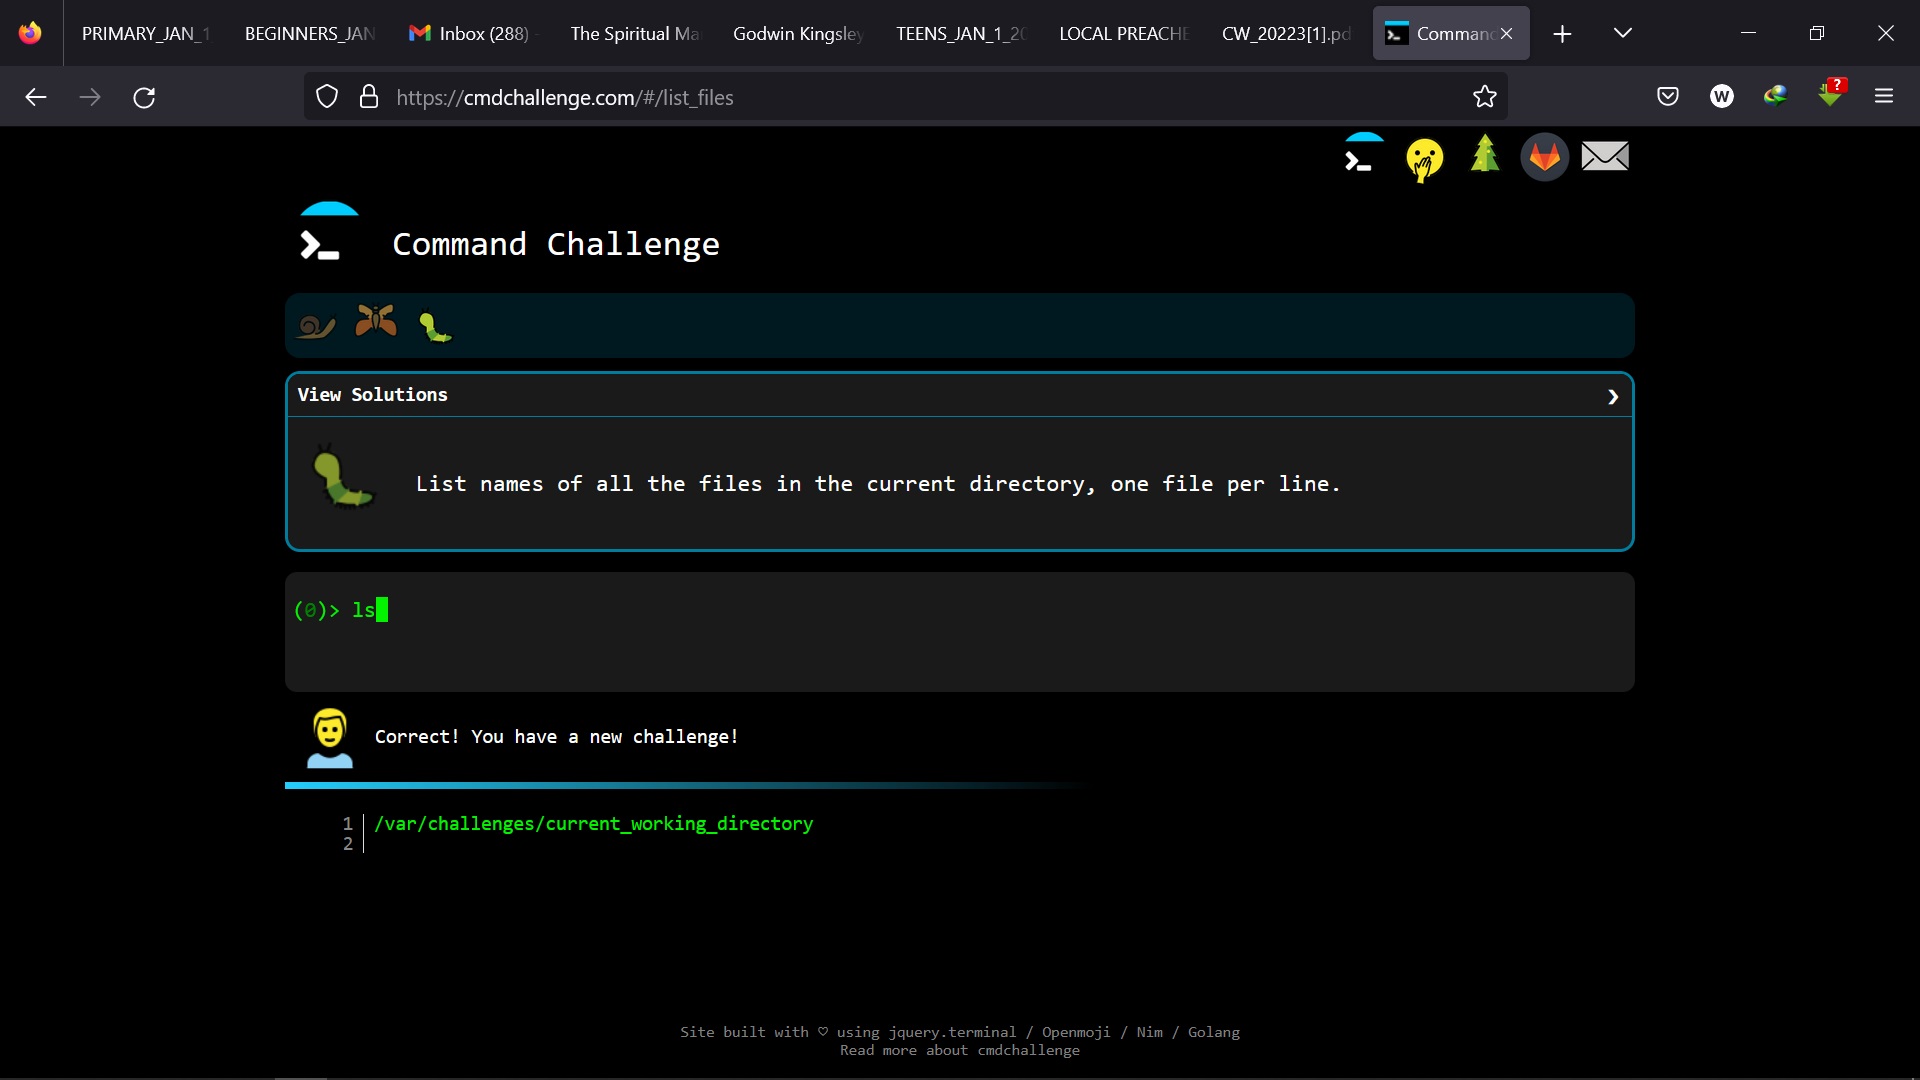 PRIMARY_JAN_1
BEGINNERS_JAN
Inbox (288) -
The Spiritual Ma
Godwin Kingsley
TEENS_JAN_1_20
LOCAL PREACHE
CW_20223[1].pd
Command
https://cmdchallenge.com/#/list_files
W
?
Command Challenge
View Solutions
List names of all the files in the current directory, one file per line.
(0)> ls
Correct! You have a new challenge!
1 /var/challenges/current_working_directory
2
Site built with ♡ using jquery.terminal / Openmoji / Nim / Golang
Read more about cmdchallenge